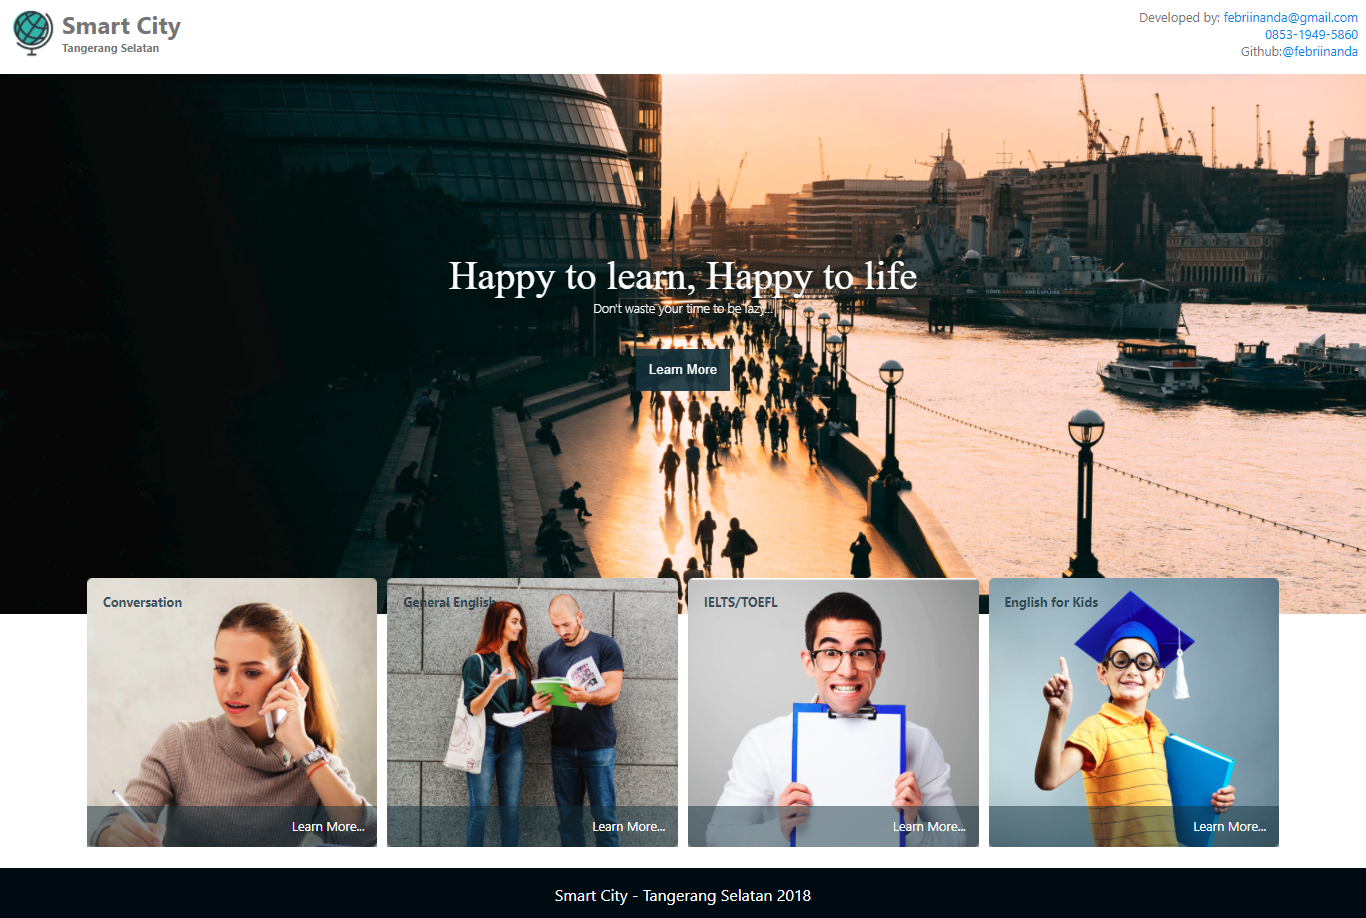 Smart City
Tangerang Selatan
Developed by: febriinanda@gmail.com
0853-1949-5860
Github:@febriinanda
Happy to learn, Happy to life
Don't waste your time to be lazy...
Learn More
Conversation
General English
IELTS/TOEFL
English for Kids
Learn More...
Learn More...
Learn More...
Learn More...
Smart City - Tangerang Selatan 2018